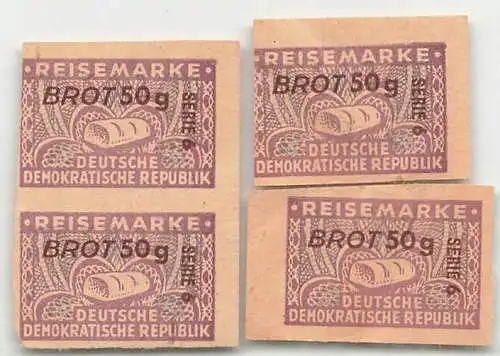 · REISEMARKE ·
BROT 50 g
SERIE 6
DEUTSCHE
DEMOKRATISCHE REPUBLIK
· REISEMARKE ·
BROT 50 g
SERIE 6
DEUTSCHE
DEMOKRATISCHE REPUBLIK
· REISEMARKE ·
BROT 50 g
SERIE 6
DEUTSCHE
DEMOKRATISCHE REPUBLIK
· REISEMARKE ·
BROT 50 g
SERIE 6
DEUTSCHE
DEMOKRATISCHE REPUBLIK